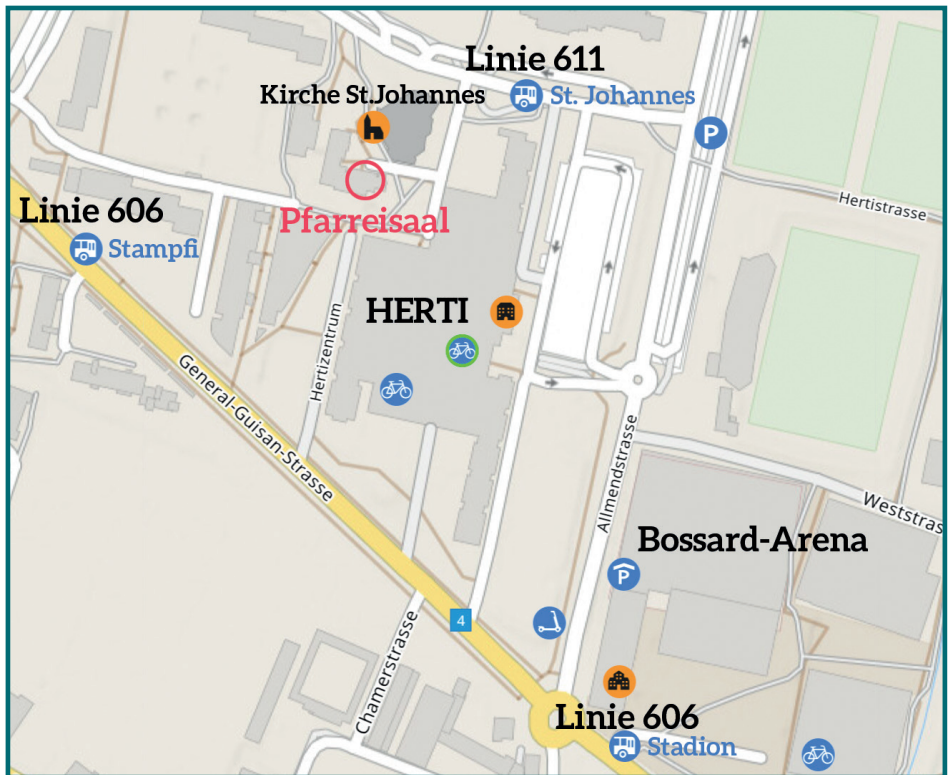 Linie 611
Kirche St.Johannes
St. Johannes
P
Hertistrasse
Linie 606
Stampfi
Pfarreisaal
HERTI
Hertizentrum
General-Guisan-Strasse
Allmendstrasse
Weststras
Bossard-Arena
P
4
Chamerstrasse
Linie 606
Stadion